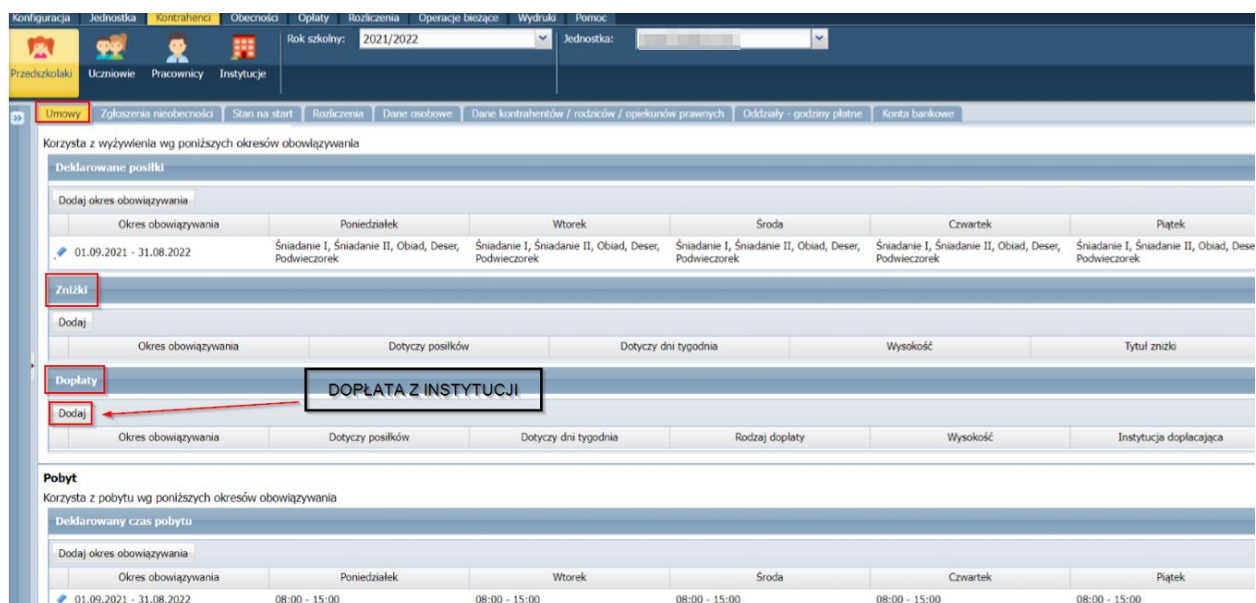 Konfiguracja Jednostka Kontrahenci Obecności Opłaty Rozliczenia Operacje bieżące Wydruki Pomoc
Rok szkolny: 2021/2022 Jednostka:
Przedszkolaki Uczniowie Pracownicy Instytucje
Umowy Zgłoszenia nieobecności Stan na start Rozliczenia Dane osobowe Dane kontrahentów / rodziców / opiekunów prawnych Oddziały - godziny płatne Konta bankowe
Korzysta z wyżywienia wg poniższych okresów obowiązywania
Deklarowane posiłki
Dodaj okres obowiązywania
Okres obowiązywania Poniedziałek Wtorek Środa Czwartek Piątek
01.09.2021 - 31.08.2022 Śniadanie I, Śniadanie II, Obiad, Deser, Śniadanie I, Śniadanie II, Obiad, Deser, Śniadanie I, Śniadanie II, Obiad, Deser, Śniadanie I, Śniadanie II, Obiad, Deser, Śniadanie I, Śniadanie II, Obiad, Dese
Podwieczorek Podwieczorek Podwieczorek Podwieczorek Podwieczorek
Zniżki
Dodaj
Okres obowiązywania Dotyczy posiłków Dotyczy dni tygodnia Wysokość Tytuł zniżki
Dopłaty
DOPŁATA Z INSTYTUCJI
Dodaj
Okres obowiązywania Dotyczy posiłków Dotyczy dni tygodnia Rodzaj dopłaty Wysokość Instytucja dopłacająca
Pobyt
Korzysta z pobytu wg poniższych okresów obowiązywania
Deklarowany czas pobytu
Dodaj okres obowiązywania
Okres obowiązywania Poniedziałek Wtorek Środa Czwartek Piątek
01.09.2021 - 31.08.2022 08:00 - 15:00 08:00 - 15:00 08:00 - 15:00 08:00 - 15:00 08:00 - 15:00